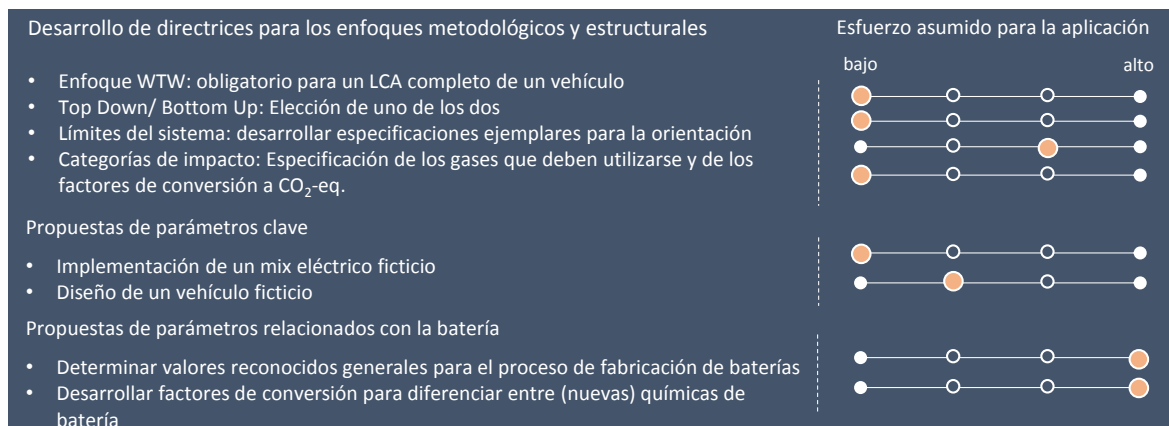 Desarrollo de directrices para los enfoques metodológicos y estructurales
Esfuerzo asumido para la aplicación
bajo
alto
• Enfoque WTW: obligatorio para un LCA completo de un vehículo
• Top Down/ Bottom Up: Elección de uno de los dos
• Límites del sistema: desarrollar especificaciones ejemplares para la orientación
• Categorías de impacto: Especificación de los gases que deben utilizarse y de los
factores de conversión a CO₂-eq.
Propuestas de parámetros clave
• Implementación de un mix eléctrico ficticio
• Diseño de un vehículo ficticio
Propuestas de parámetros relacionados con la batería
• Determinar valores reconocidos generales para el proceso de fabricación de baterías
• Desarrollar factores de conversión para diferenciar entre (nuevas) químicas de
batería